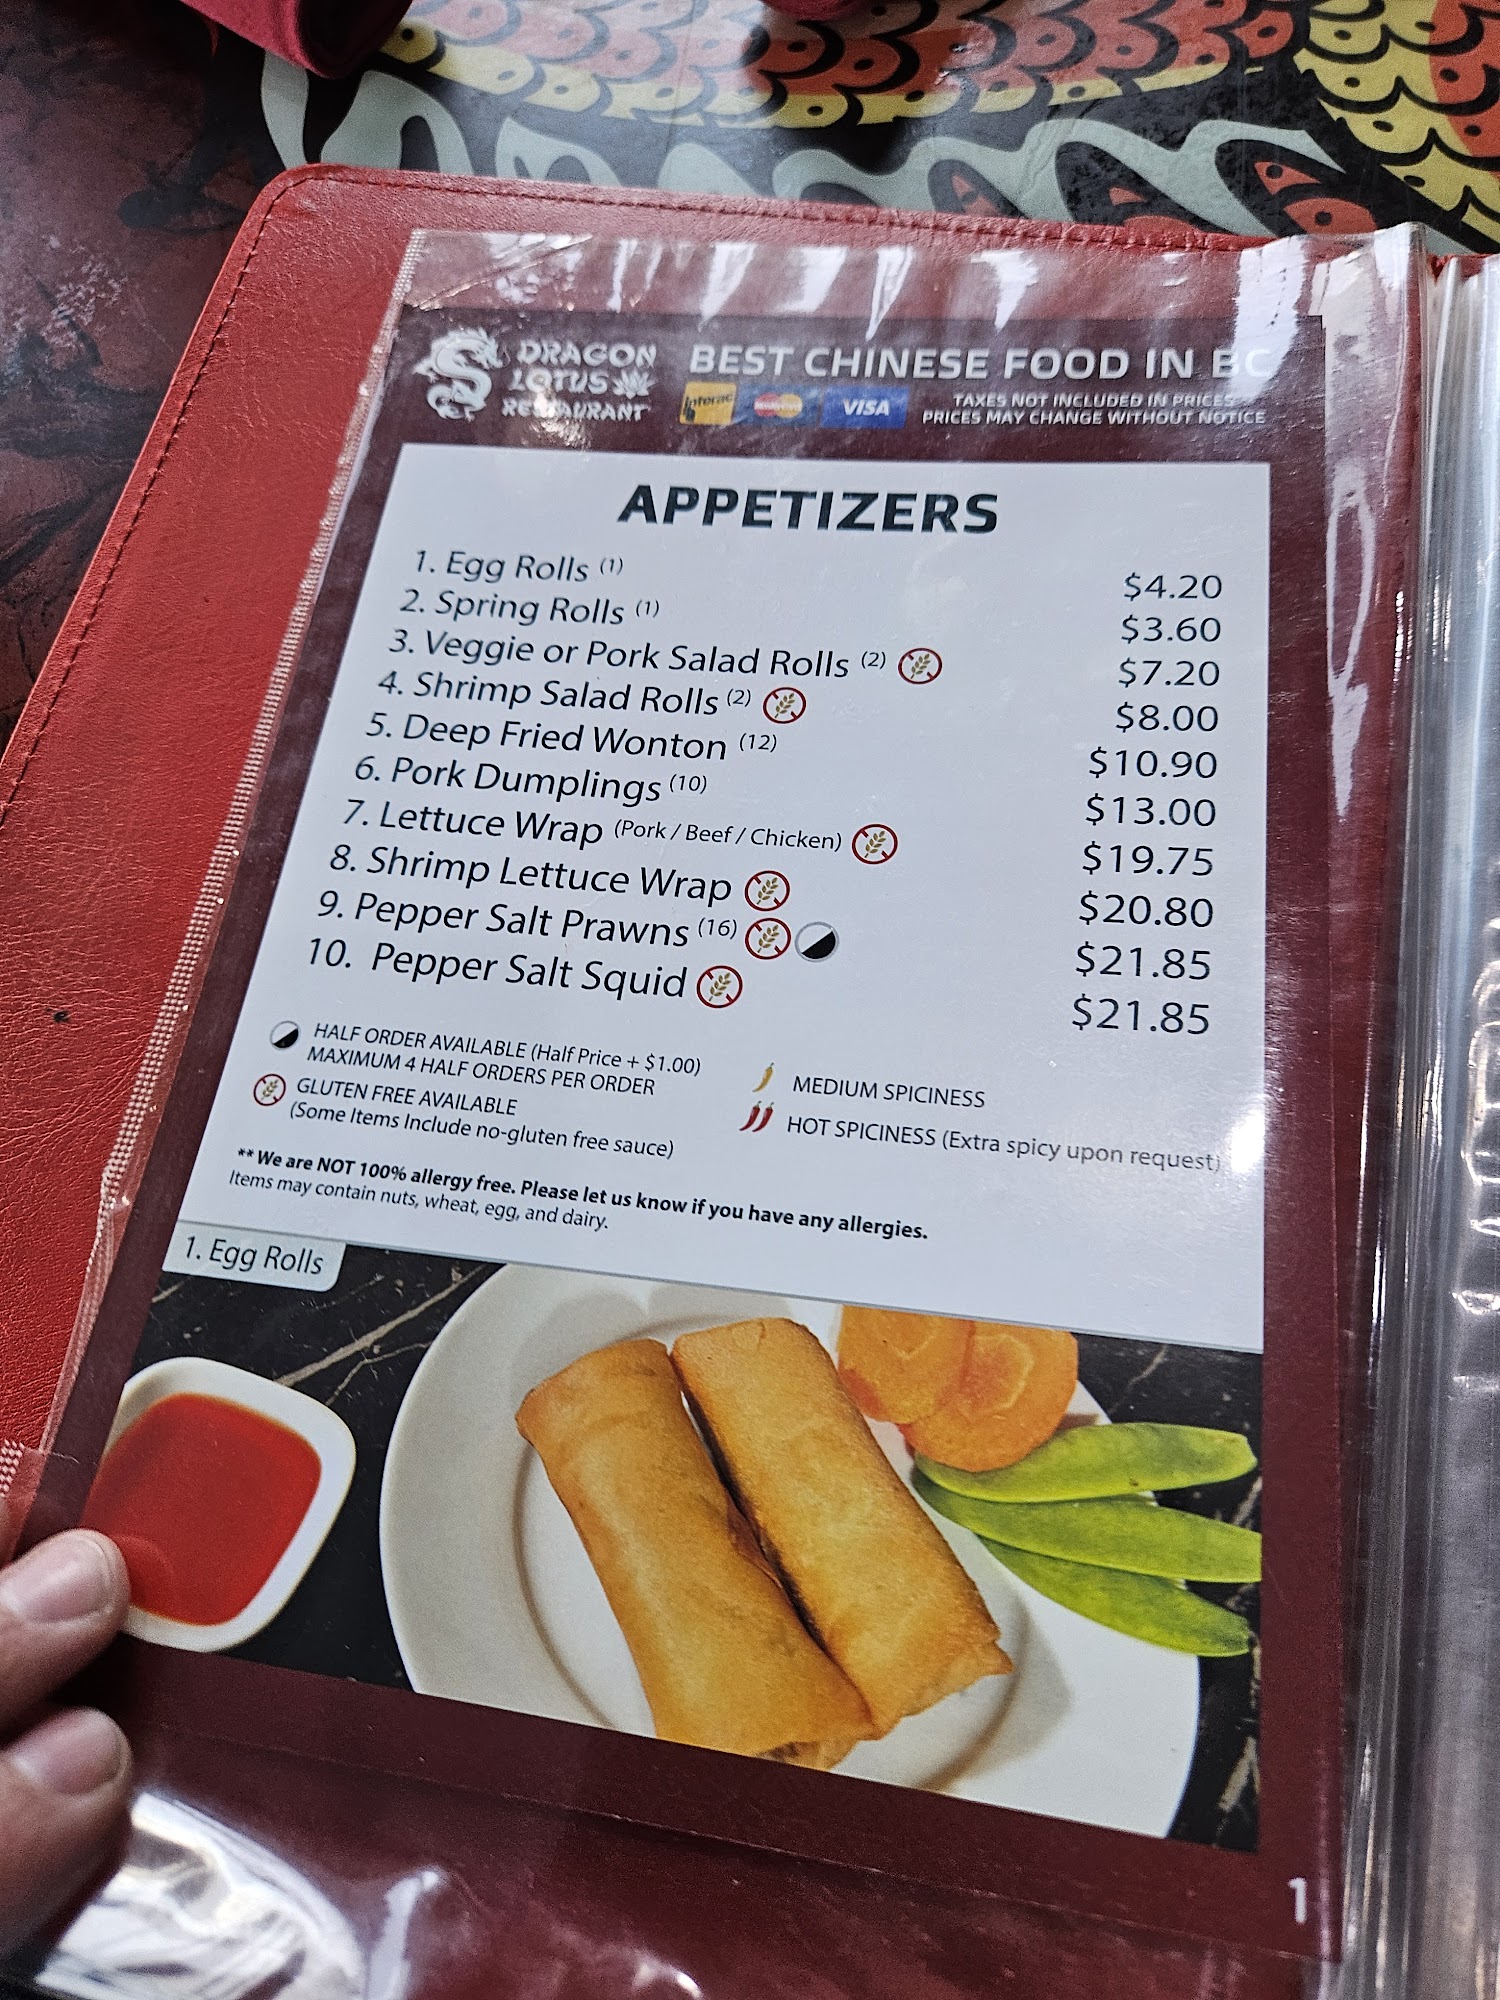 DRAGON
LOTUS
RESTAURANT
BEST CHINESE FOOD IN BC
Interac
MasterCard
VISA
TAXES NOT INCLUDED IN PRICES
PRICES MAY CHANGE WITHOUT NOTICE
APPETIZERS
1. Egg Rolls (1) $4.20
2. Spring Rolls (1) $3.60
3. Veggie or Pork Salad Rolls (2) $7.20
4. Shrimp Salad Rolls (2) $8.00
5. Deep Fried Wonton (12) $10.90
6. Pork Dumplings (10) $13.00
7. Lettuce Wrap (Pork / Beef / Chicken) $19.75
8. Shrimp Lettuce Wrap $20.80
9. Pepper Salt Prawns (16) $21.85
10. Pepper Salt Squid $21.85
HALF ORDER AVAILABLE (Half Price + $1.00)
MAXIMUM 4 HALF ORDERS PER ORDER
GLUTEN FREE AVAILABLE
(Some Items Include no-gluten free sauce)
MEDIUM SPICINESS
HOT SPICINESS (Extra spicy upon request)
** We are NOT 100% allergy free. Please let us know if you have any allergies.
Items may contain nuts, wheat, egg, and dairy.
1. Egg Rolls
1